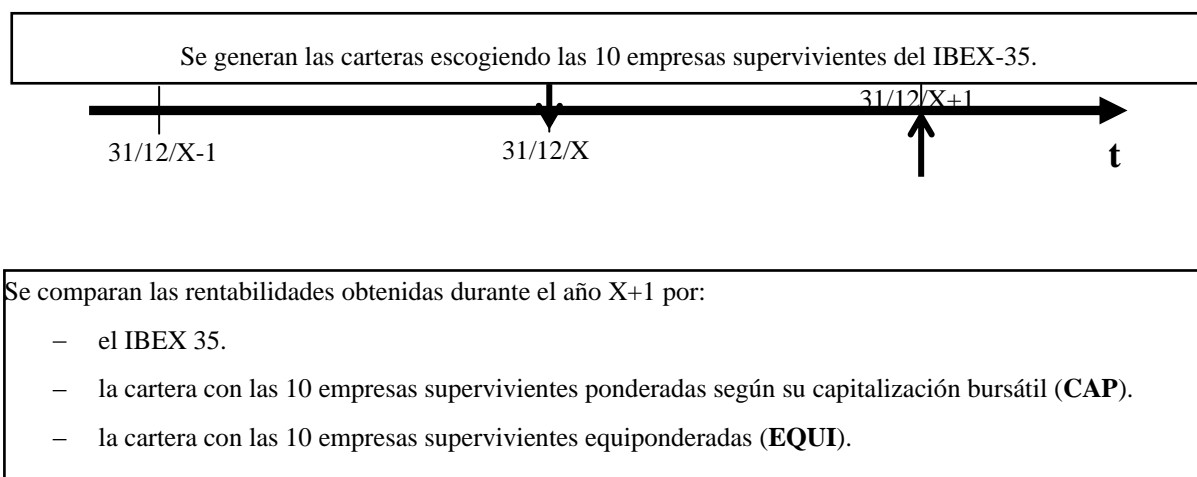 Se generan las carteras escogiendo las 10 empresas supervivientes del IBEX-35.
31/12/X+1
31/12/X-1
31/12/X
t
Se comparan las rentabilidades obtenidas durante el año X+1 por:
– el IBEX 35.
– la cartera con las 10 empresas supervivientes ponderadas según su capitalización bursátil (CAP).
– la cartera con las 10 empresas supervivientes equiponderadas (EQUI).